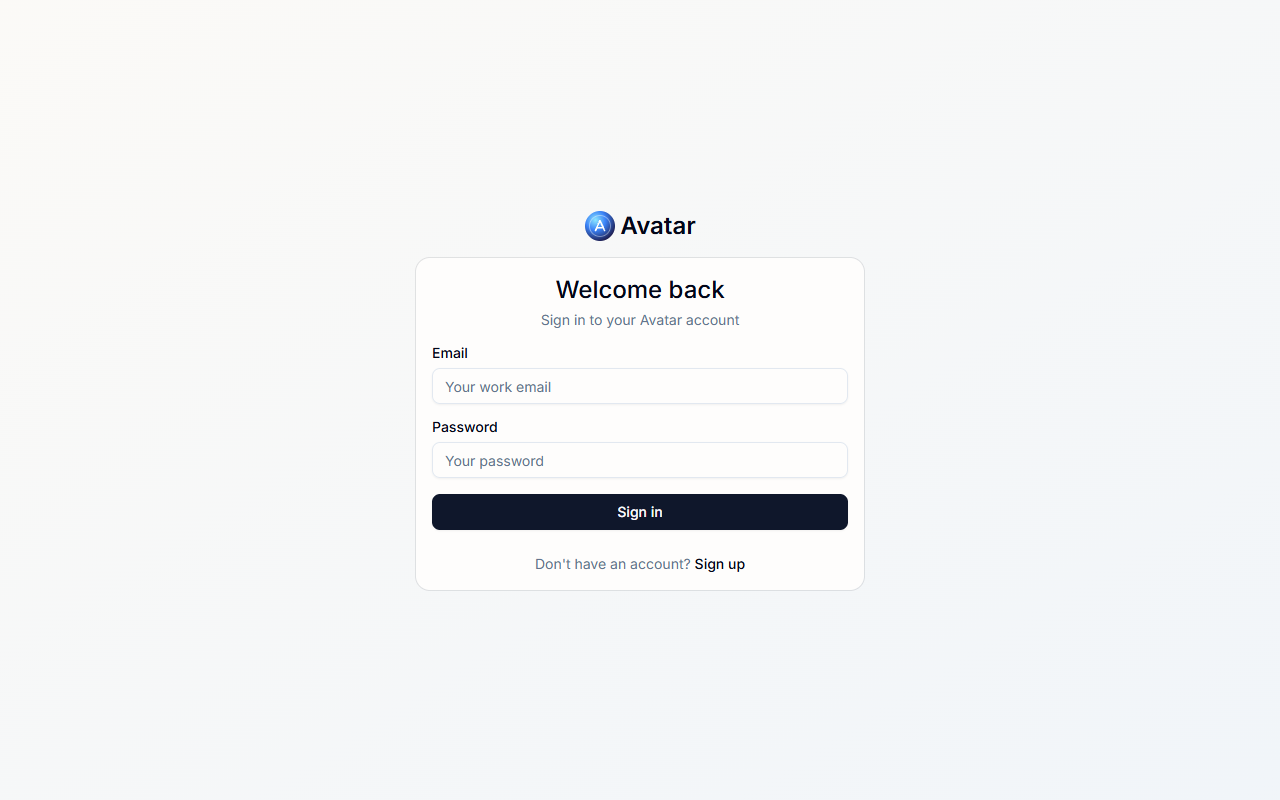 A Avatar
Welcome back
Sign in to your Avatar account
Email
Your work email
Password
Your password
Sign in
Don't have an account? Sign up